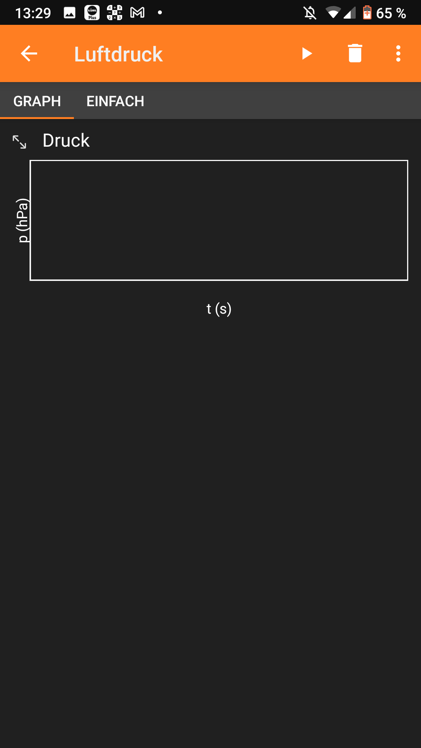 13:29 65 %
Luftdruck
GRAPH EINFACH
Druck
p (hPa)
t (s)